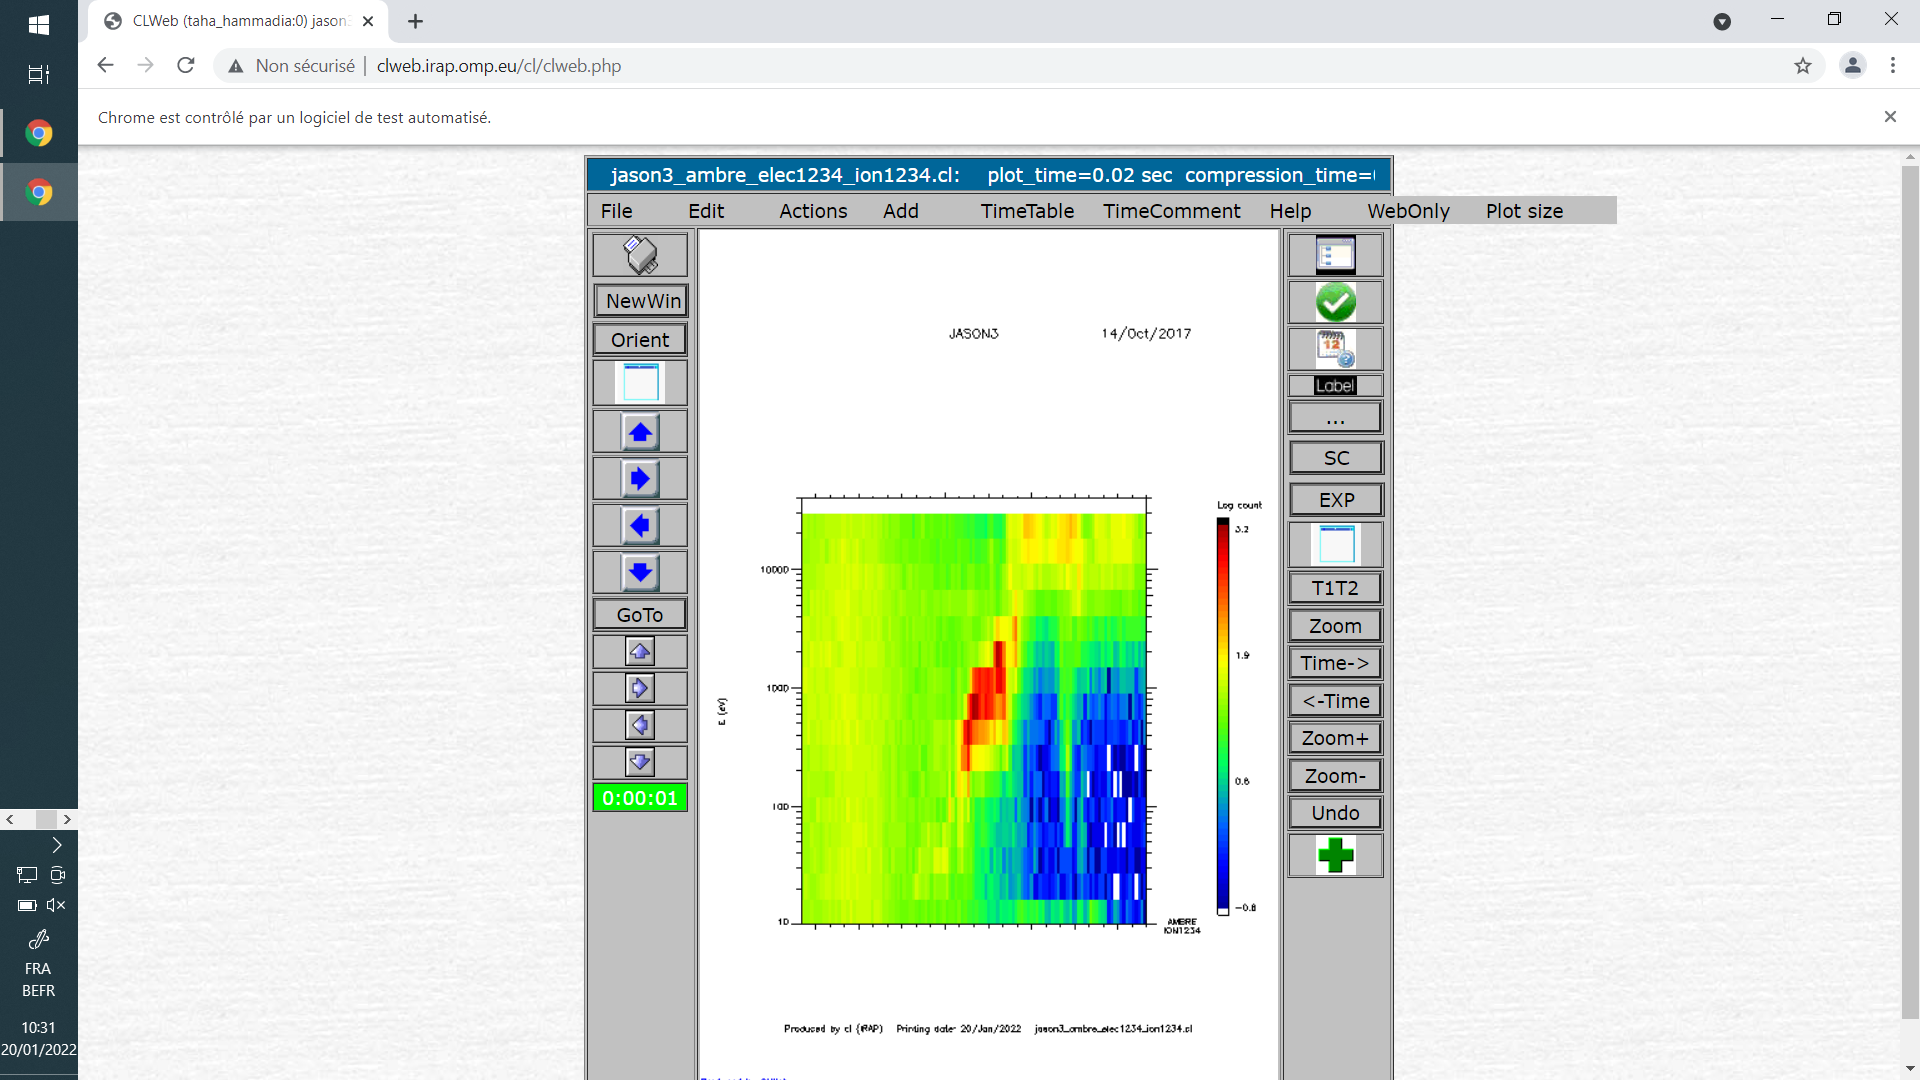 CLWeb (taha_hammadia:0) jason3
Non sécurisé | clweb.irap.omp.eu/cl/clweb.php
Chrome est contrôlé par un logiciel de test automatisé.
jason3_ambre_elec1234_ion1234.cl: plot_time=0.02 sec compression_time=
File Edit Actions Add TimeTable TimeComment Help WebOnly Plot size
NewWin
Orient
GoTo
0:00:01
JASON3 14/Oct/2017
Log count
3.2
1.9
0.6
-0.8
10000
1000
100
10
E. (eV)
AMBRE
ION1234
Produced by cl (IRAP) Printing date: 20/Jan/2022 jason3_ambre_elec1234_ion1234.cl
12
Label
...
SC
EXP
T1T2
Zoom
Time->
<-Time
Zoom+
Zoom-
Undo
FRA
BEFR
10:31
20/01/2022